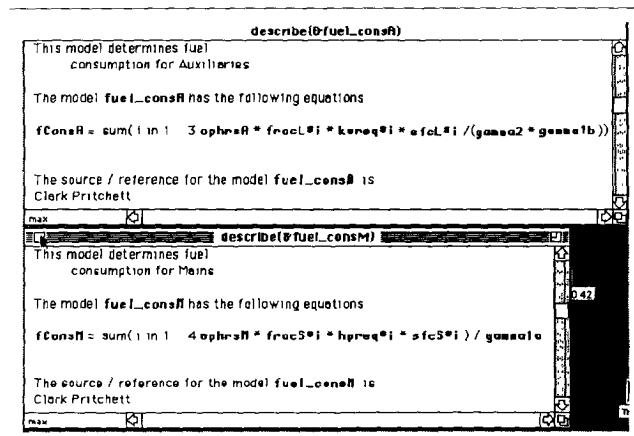 describe(&fuel_consA)
This model determines fuel
consumption for Auxiliaries
The model fuel_consA has the following equations
fConsA = sum(i in 1 3 ophrsA * fracL#i * kwreq#i * sfcL#i /(gamma2 * gamma1b))
The source / reference for the model fuel_consA is
Clark Pritchett
max
describe(&fuel_consM)
This model determines fuel
consumption for Mains
The model fuel_consM has the following equations
0.42
fConsM = sum(i in 1 4 ophrsM * fracS#i * hpreq#i * sfcS#i )/ gamma1a
The source / reference for the model fuel_consM is
Clark Pritchett
max